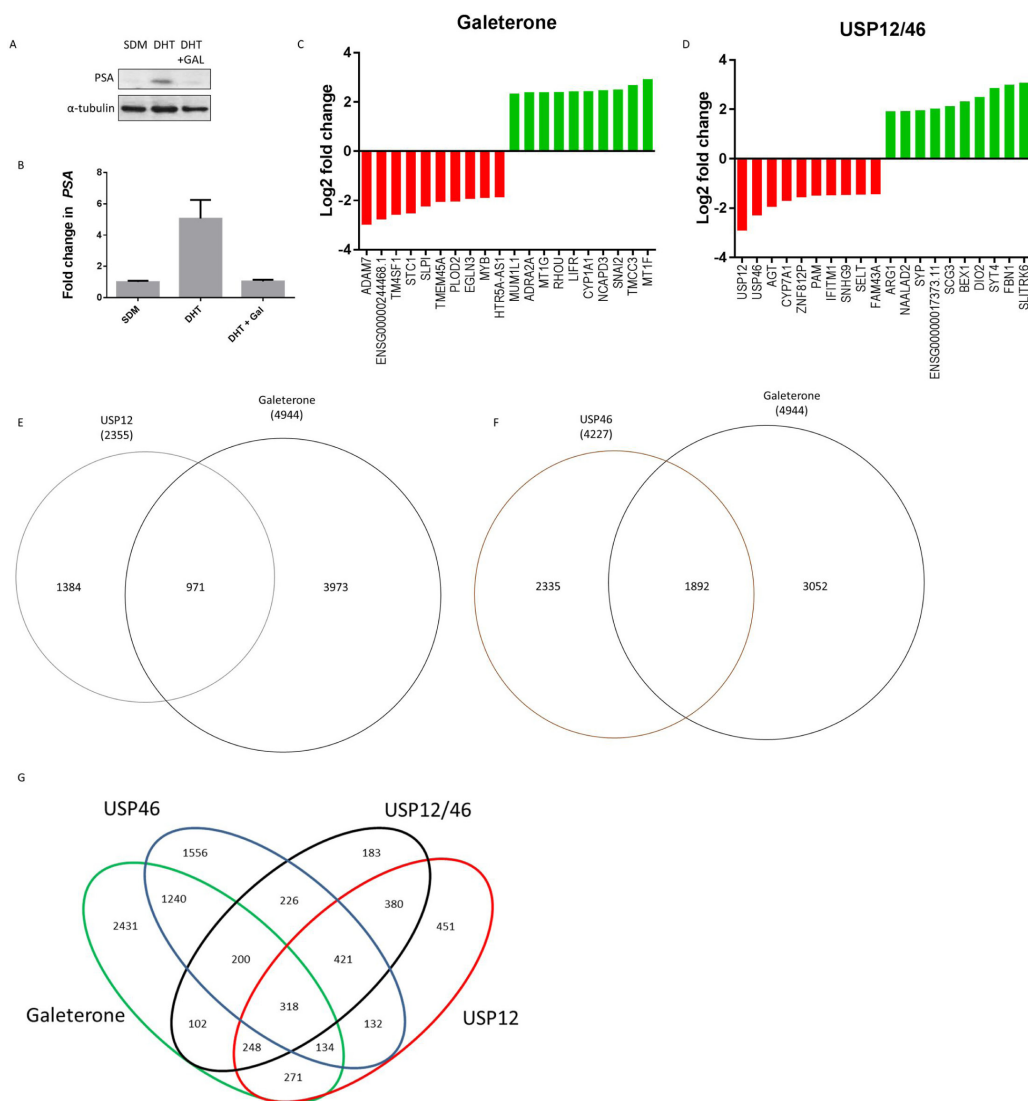 A
SDM DHT DHT
+GAL
PSA
α-tubulin
B
Fold change in PSA
8
6
4
2
0
SDM
DHT
DHT + Gal
C
Galeterone
Log2 fold change
4
2
0
-2
-4
ADAM7
ENSG00000244468.1
TM4SF1
STC1
SLPI
TMEM45A
PLOD2
EGLN3
MYB
HTR5A-AS1
MUM1L1
ADRA2A
MT1G
RHOU
LIFR
CYP1A1
NCAPD3
SNAI2
TMCC3
MT1F
D
USP12/46
Log2 fold change
4
2
0
-2
-4
USP12
USP46
AGT
CYP7A1
ZNF812P
PAM
IFITM1
SNHG9
SELT
FAM43A
ARG1
NAALAD2
SYP
ENSG00000017373.11
SCG3
BEX1
DIO2
SYT4
FBN1
SLITRK6
E
USP12
(2355)
Galeterone
(4944)
1384
971
3973
F
USP46
(4227)
Galeterone
(4944)
2335
1892
3052
G
USP46
USP12/46
1556
183
1240
226
380
2431
451
200
421
Galeterone
318
USP12
102
132
248
134
271